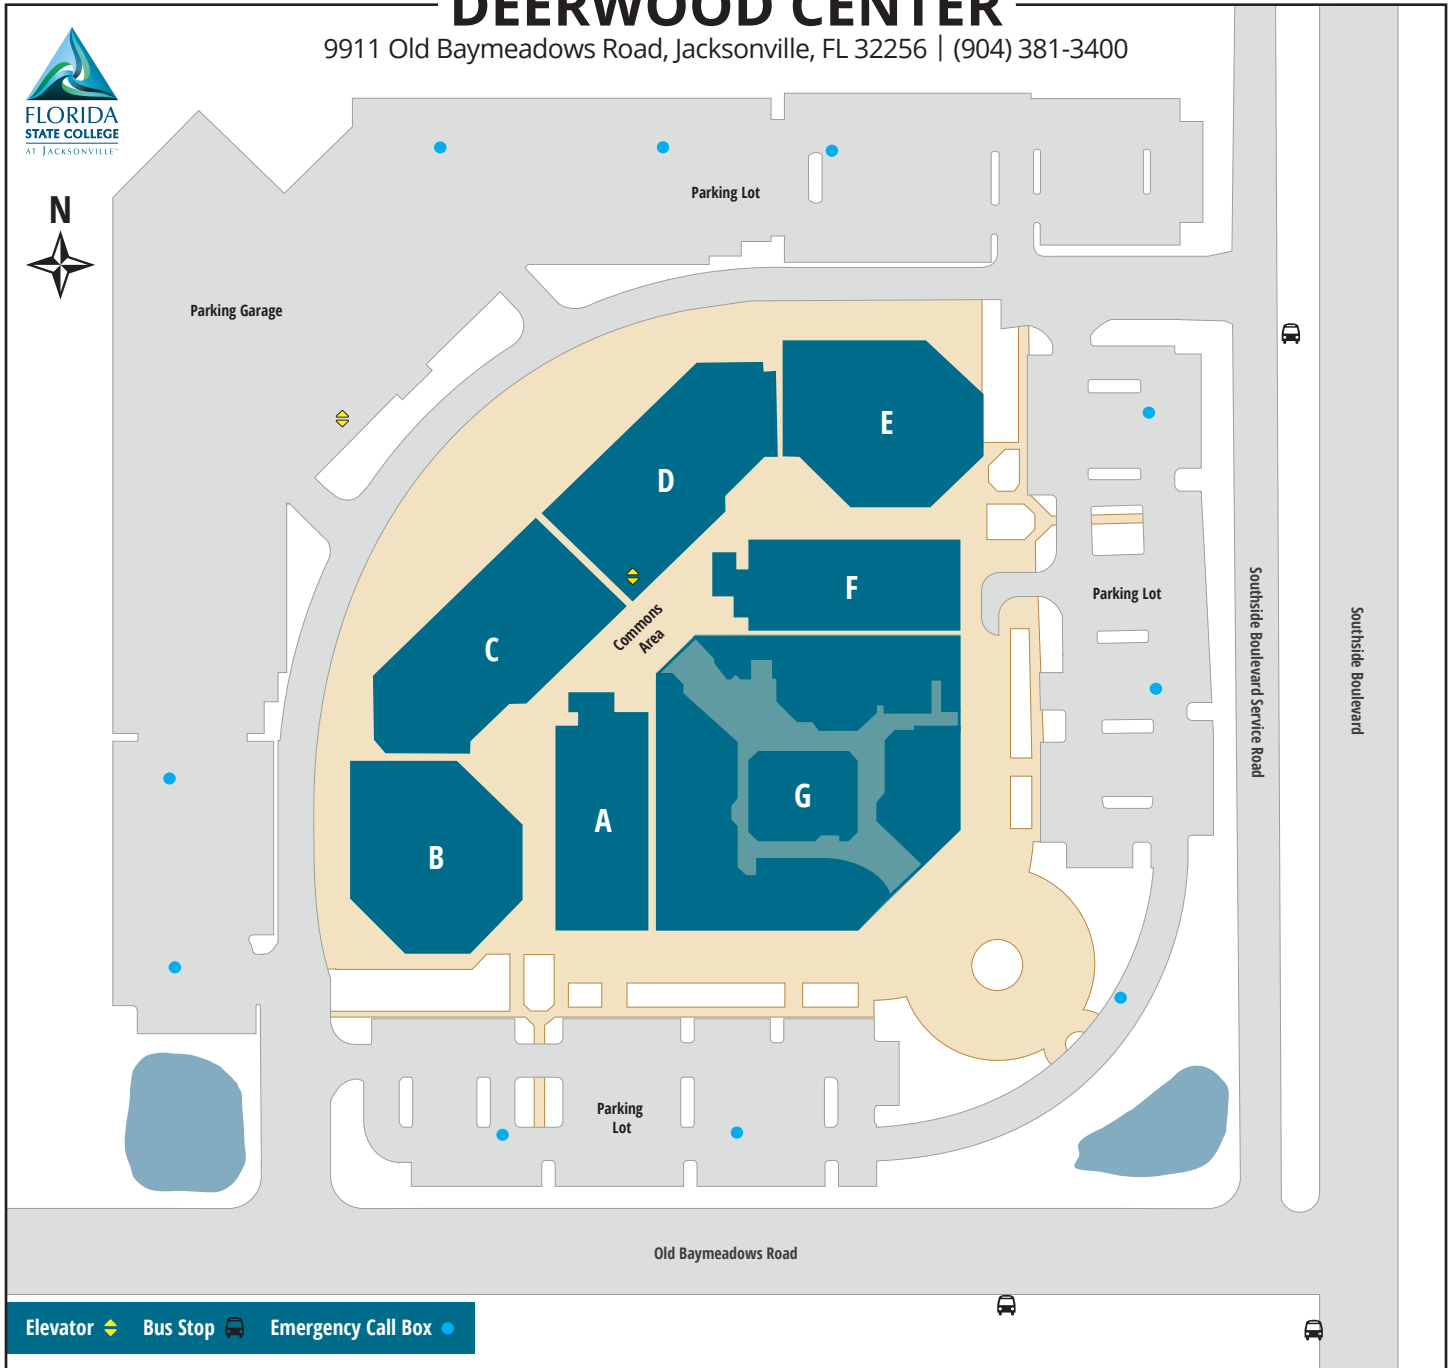 DEERWOOD CENTER
9911 Old Baymeadows Road, Jacksonville, FL 32256 | (904) 381-3400
FLORIDA
STATE COLLEGE
AT JACKSONVILLE
N
Parking Lot
Parking Garage
E
D
F
Parking Lot
Commons
Area
C
Southside Boulevard Service Road
Southside Boulevard
G
A
B
Parking
Lot
Old Baymeadows Road
Elevator Bus Stop Emergency Call Box